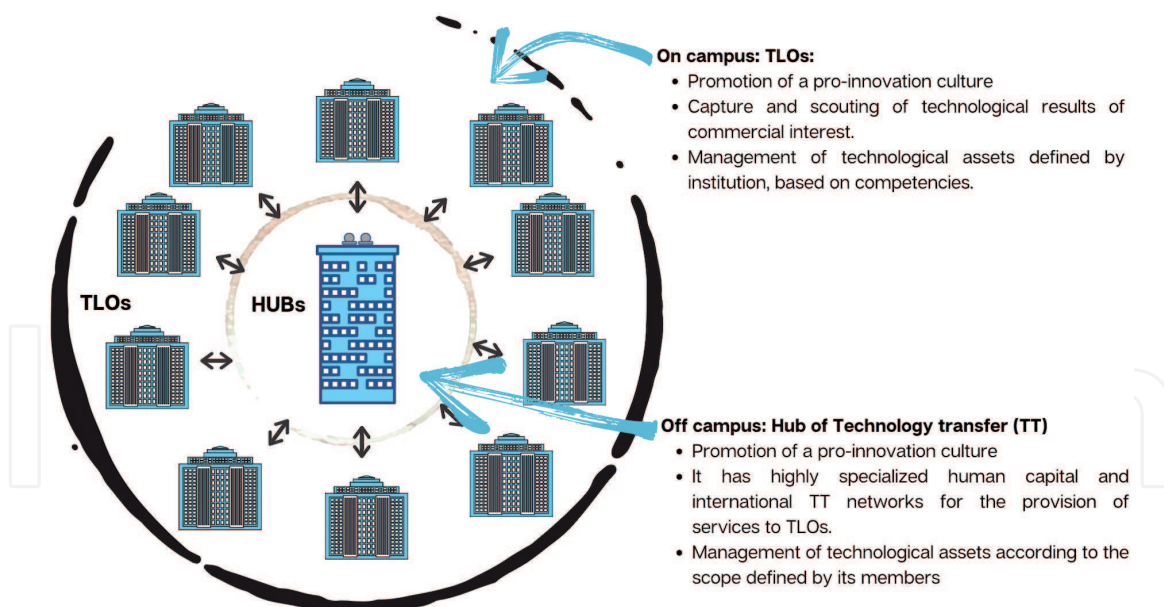 On campus: TLOs:
• Promotion of a pro-innovation culture
• Capture and scouting of technological results of
commercial interest.
• Management of technological assets defined by
institution, based on competencies.
TLOs
HUBs
Off campus: Hub of Technology transfer (TT)
• Promotion of a pro-innovation culture
• It has highly specialized human capital and
international TT networks for the provision of
services to TLOs.
• Management of technological assets according to the
scope defined by its members